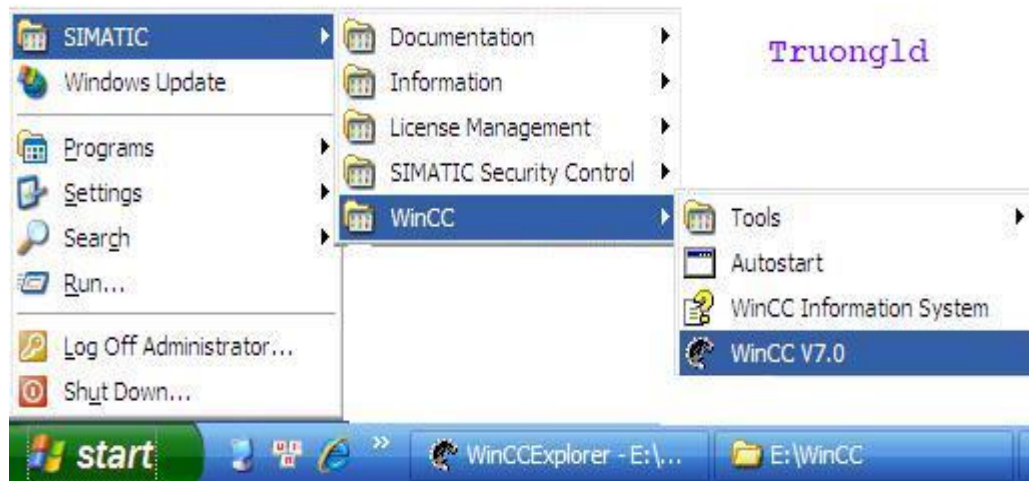 SIMATIC
Windows Update
Programs
Settings
Search
Run...
Log Off Administrator...
Shut Down...
Documentation
Information
License Management
SIMATIC Security Control
WinCC
Tools
Autostart
WinCC Information System
WinCC V7.0
Truongld
start
WinCCExplorer - E:\...
E:\WinCC